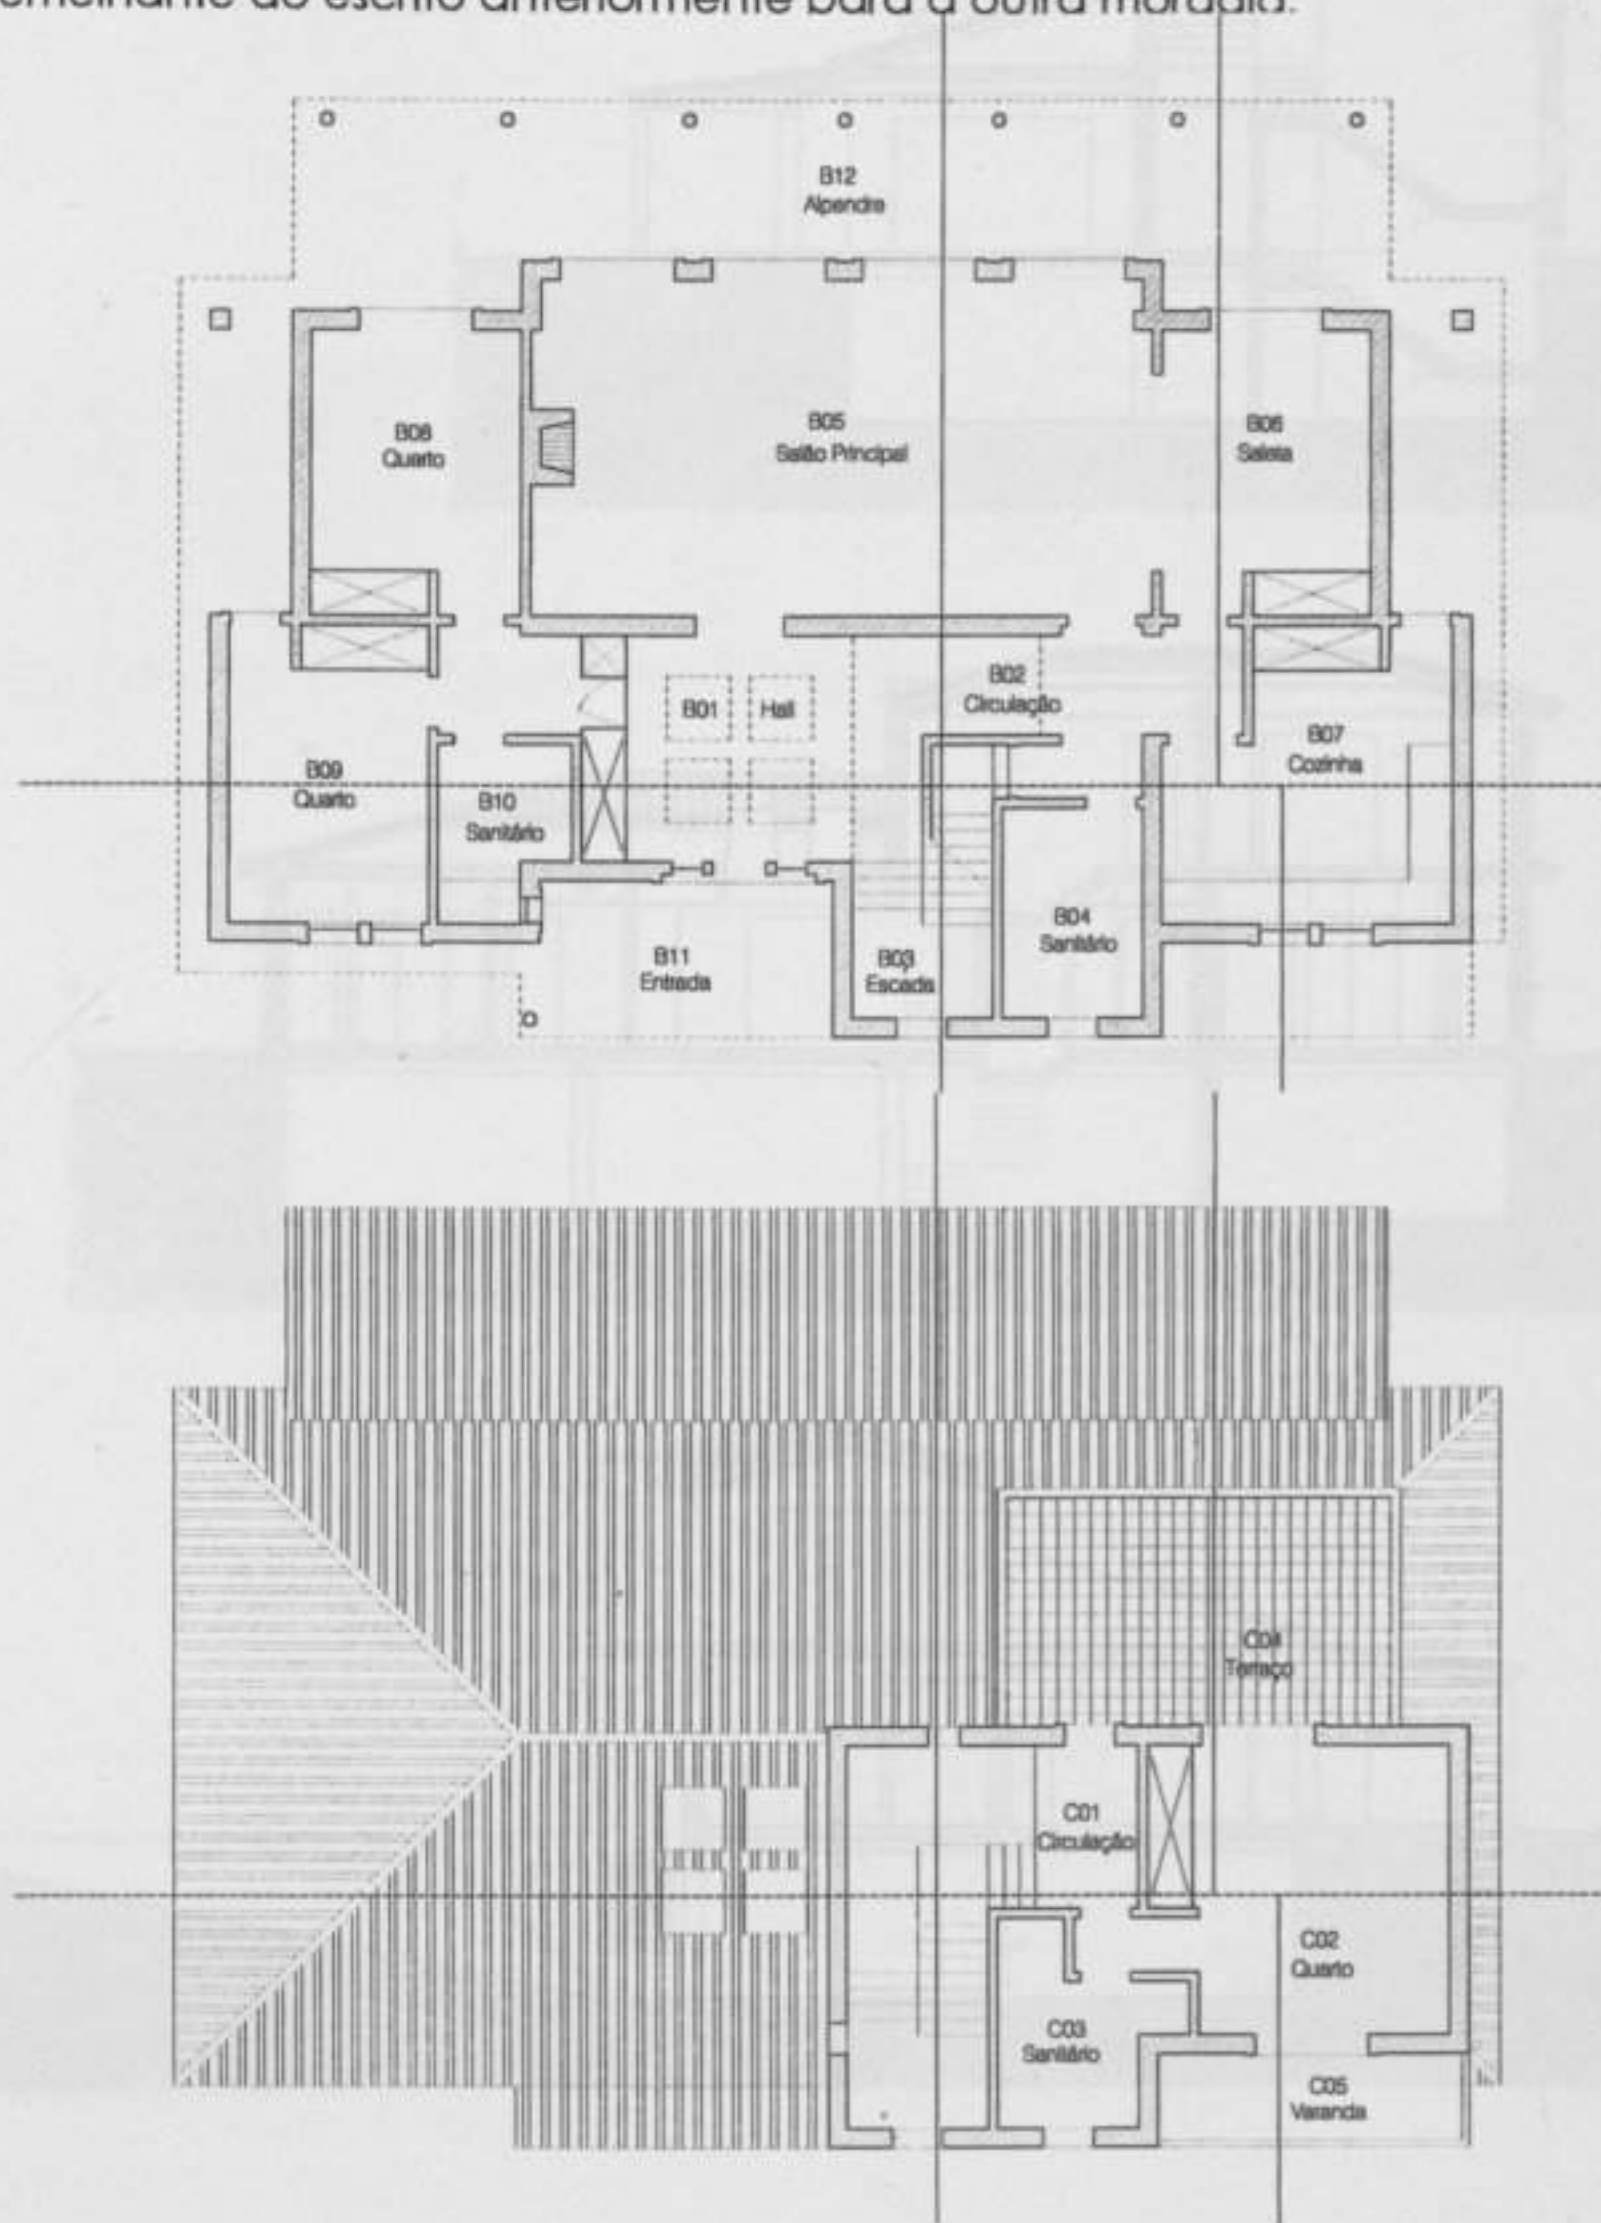 escrito anteriormente para a outra moradia.
B12
Alpendre
B08
Quarto
B05
Salão Principal
B06
Saleta
B01 Hall
B02
Circulação
B07
Cozinha
B09
Quarto
B10
Sanitário
B11
Entrada
B03
Escada
B04
Sanitário
C04
Terraço
C01
Circulação
C02
Quarto
C03
Sanitário
C05
Varanda